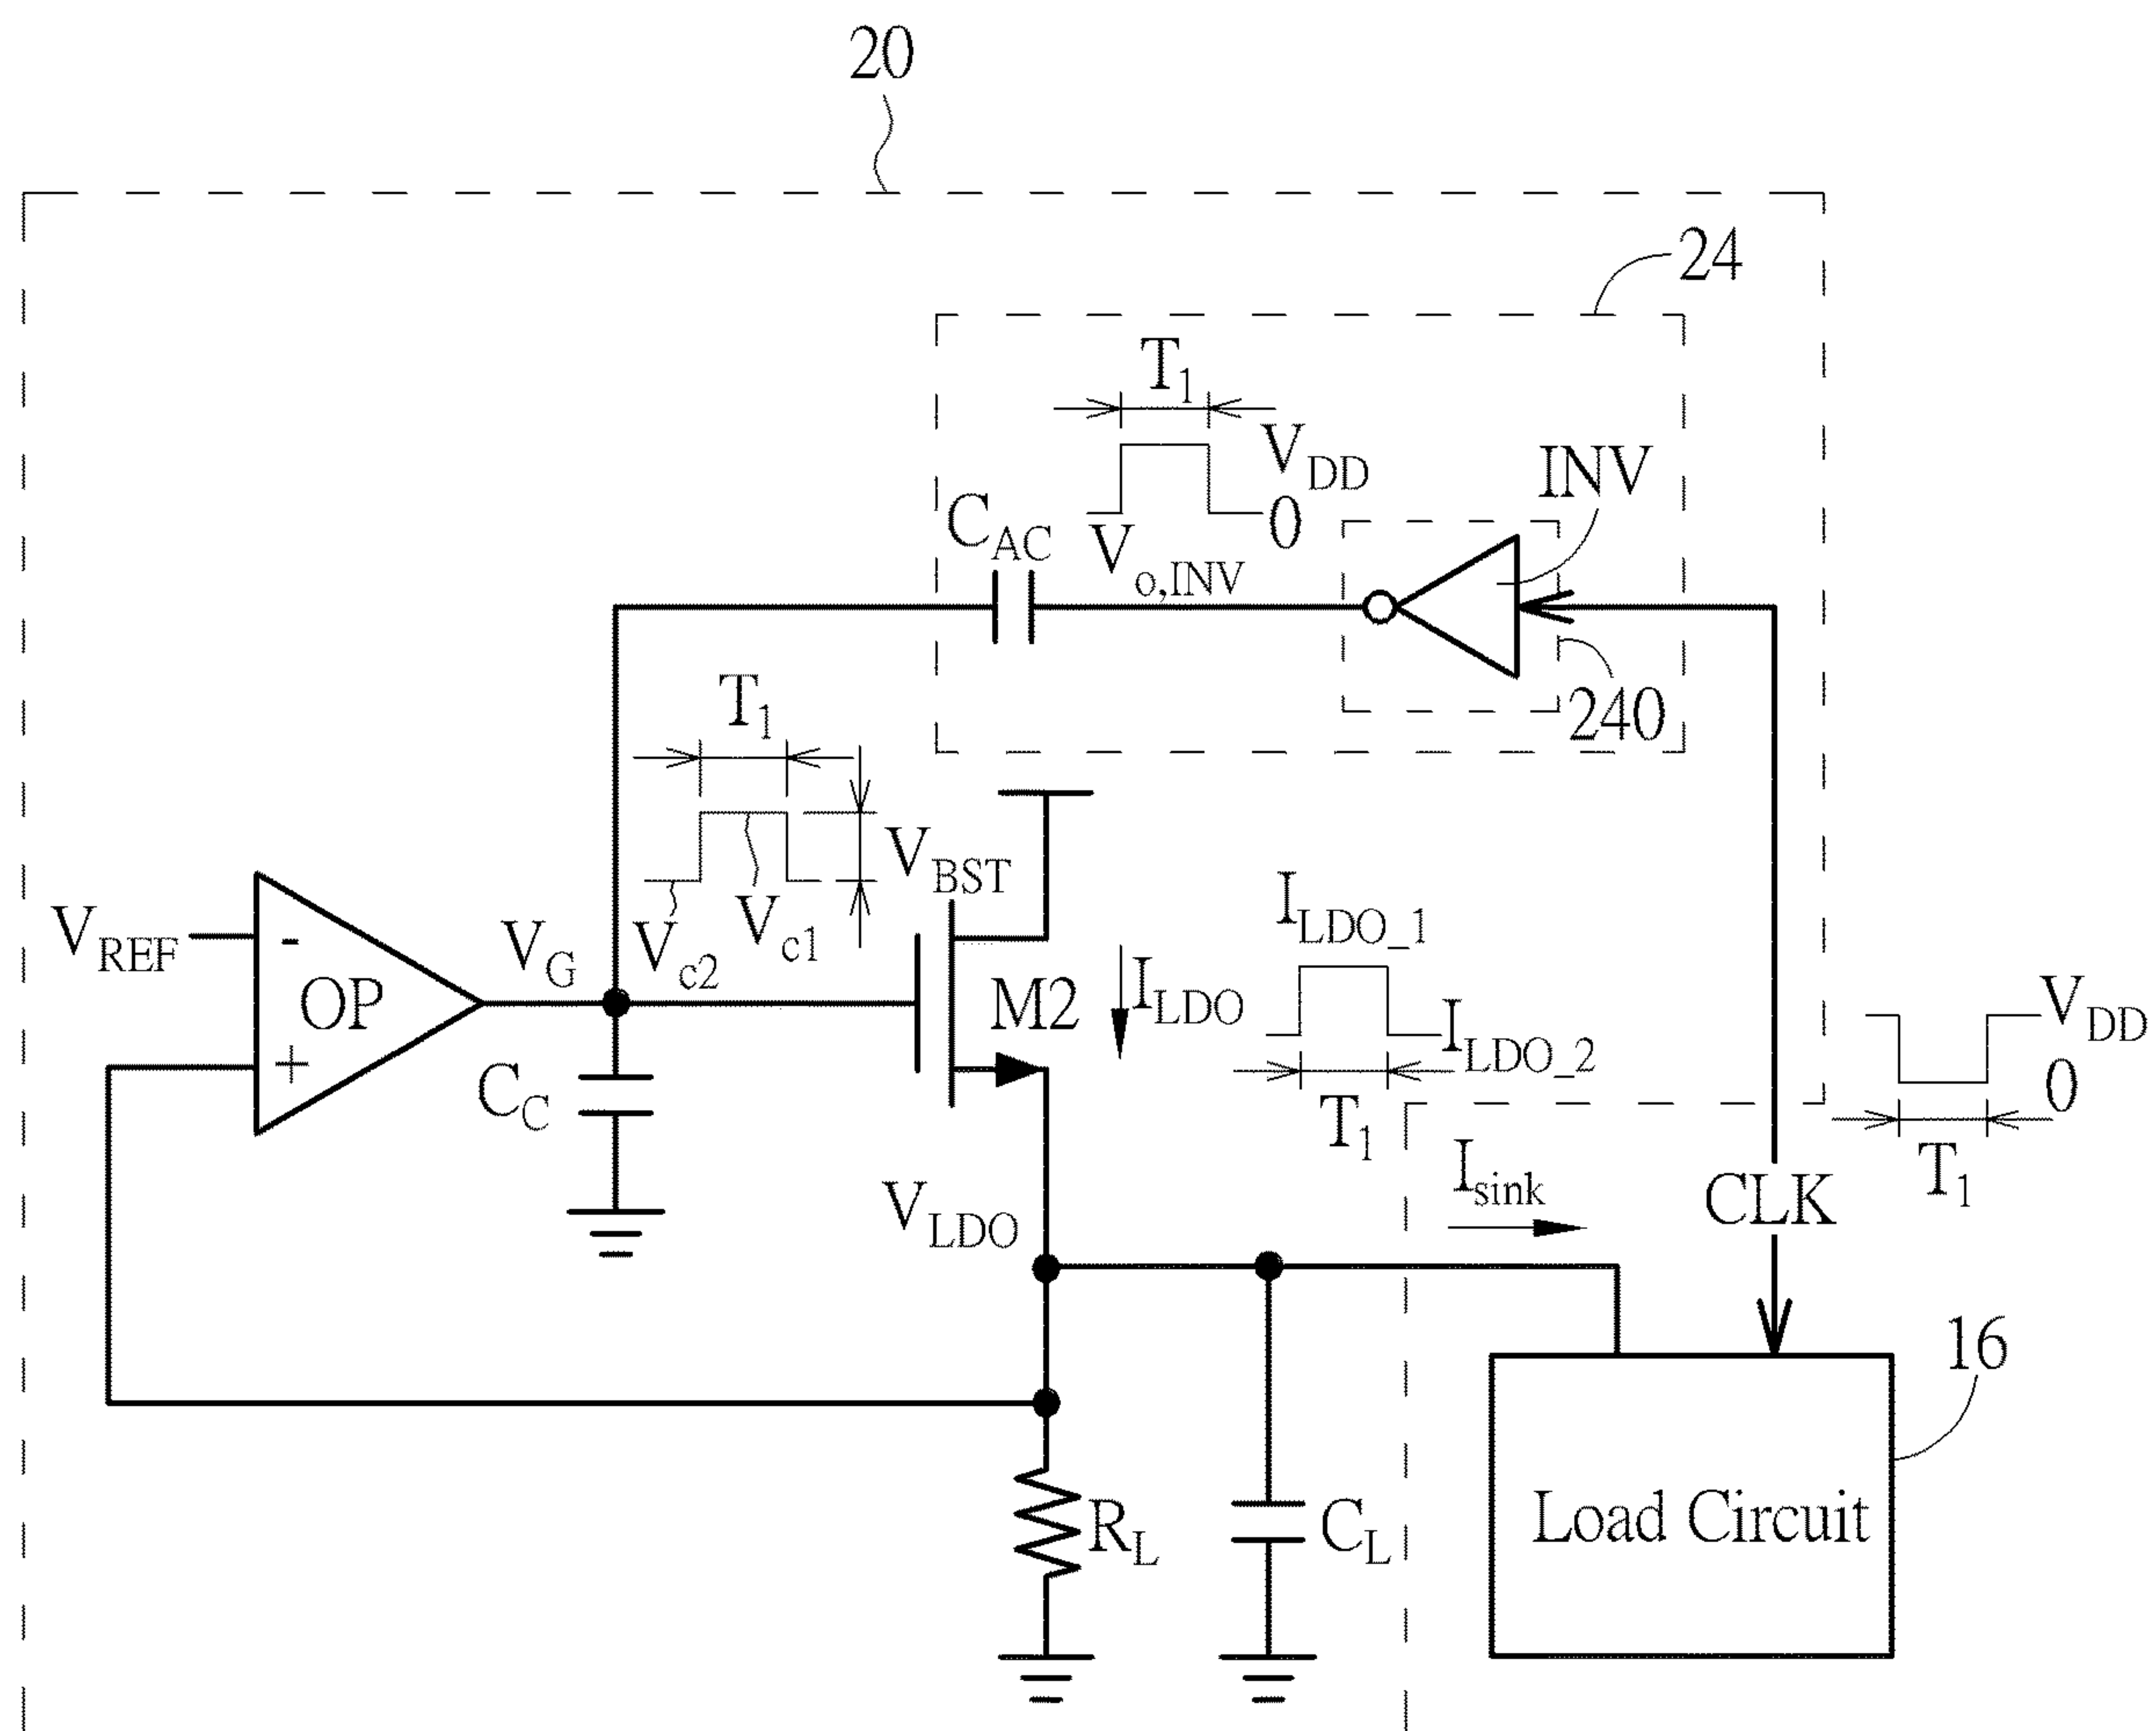 20
24
T1
VDD
0
INV
CAC
Vo,INV
240
T1
VBST
Vc1
Vc2
VREF
-
OP
+
VG
M2
ILDO
ILDO_1
ILDO_2
T1
VDD
0
T1
CC
VLDO
Isink
CLK
16
Load Circuit
RL
CL